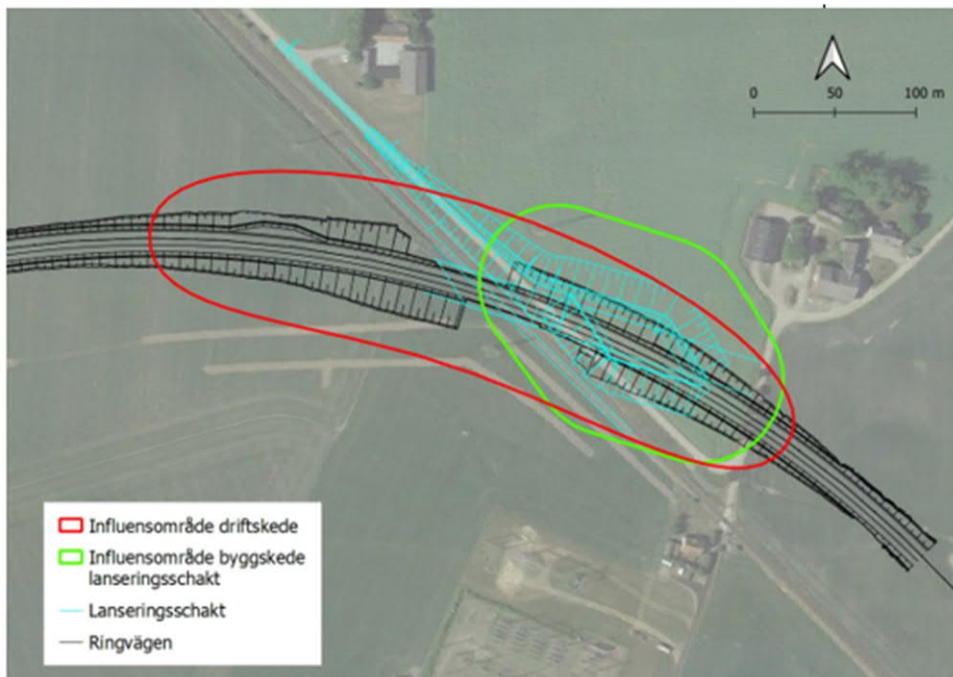 0 50 100 m
Influensområde driftskede
Influensområde byggskede
lanseringsschakt
Lanseringsschakt
Ringvägen